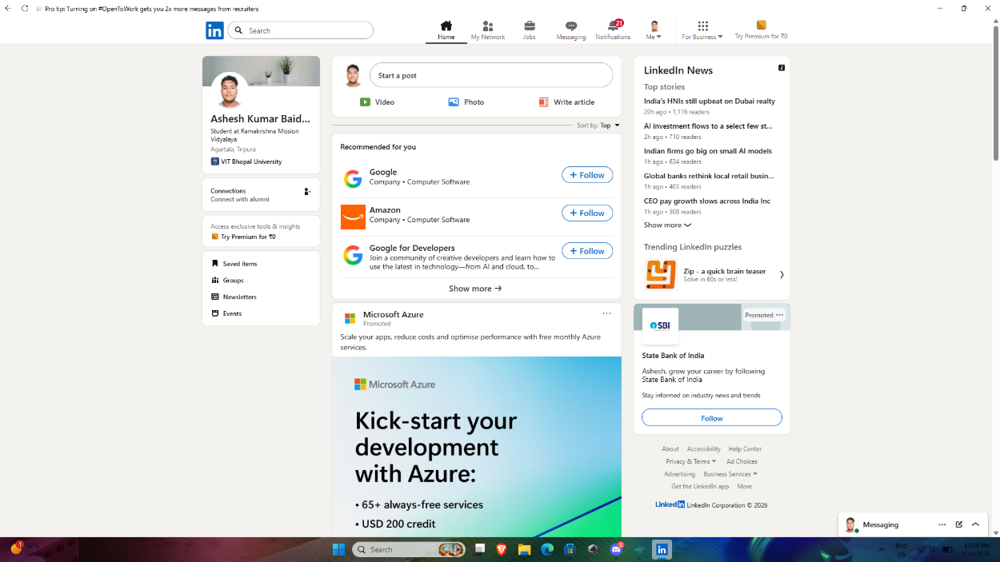 Pro tip: Turning on #OpenToWork gets you 2x more messages from recruiters
in
Search
Home
My Network
Jobs
Messaging
21
Notifications
Me
For Business
Try Premium for ₹0
Ashesh Kumar Baid...
Student at Ramakrishna Mission
Vidyalaya
Agartala, Tripura
VIT Bhopal University
Connections
Connect with alumni
Access exclusive tools & insights
Try Premium for ₹0
Saved items
Groups
Newsletters
Events
Start a post
Video
Photo
Write article
Sort by: Top
Recommended for you
Google
Company • Computer Software
+ Follow
Amazon
Company • Computer Software
+ Follow
Google for Developers
Join a community of creative developers and learn how to
use the latest in technology—from AI and cloud, to...
+ Follow
Show more →
Microsoft Azure
Promoted
Scale your apps, reduce costs and optimise performance with free monthly Azure
services.
Microsoft Azure
Kick-start your
development
with Azure:
• 65+ always-free services
• USD 200 credit
LinkedIn News
Top stories
India's HNIs still upbeat on Dubai realty
20h ago • 1,116 readers
AI investment flows to a select few st...
2h ago • 710 readers
Indian firms go big on small AI models
1h ago • 634 readers
Global banks rethink local retail busin...
1h ago • 403 readers
CEO pay growth slows across India Inc
1h ago • 308 readers
Show more
Trending LinkedIn puzzles
Zip - a quick brain teaser
Solve in 60s or less!
Promoted
SBI
State Bank of India
Ashesh, grow your career by following
State Bank of India
Stay informed on industry news and trends
Follow
About Accessibility Help Center
Privacy & Terms Ad Choices
Advertising Business Services
Get the LinkedIn app More
LinkedIn LinkedIn Corporation © 2026
Messaging
1
32°C
Search
5
in
ENG
US
12:09 PM
3/31/2026